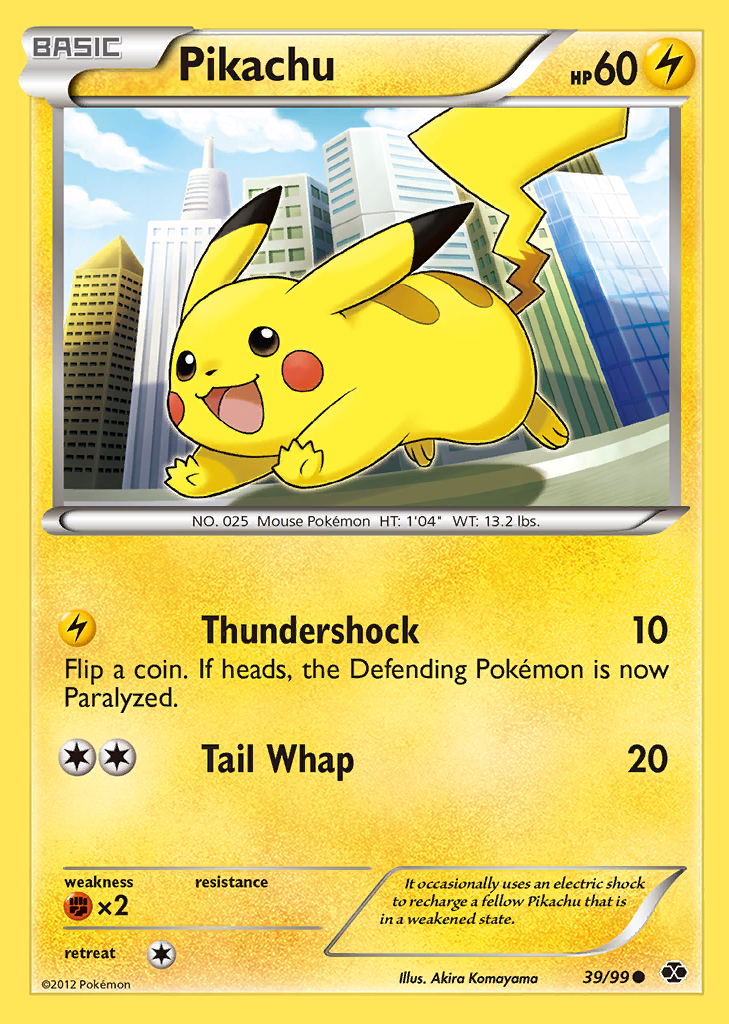 BASIC
Pikachu
HP60
NO. 025 Mouse Pokémon HT: 1'04" WT: 13.2 lbs.
Thundershock 10
Flip a coin. If heads, the Defending Pokémon is now
Paralyzed.
Tail Whap 20
weakness resistance
×2
It occasionally uses an electric shock
to recharge a fellow Pikachu that is
in a weakened state.
retreat
©2012 Pokémon
Illus. Akira Komayama
39/99